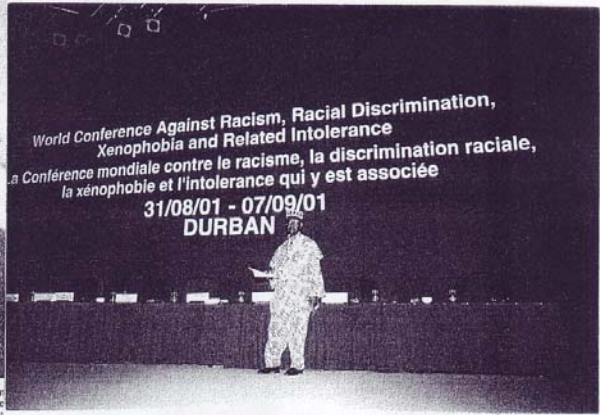 World Conference Against Racism, Racial Discrimination,
Xenophobia and Related Intolerance
La Conférence mondiale contre le racisme, la discrimination raciale,
la xénophobie et l'intolerance qui y est associée
31/08/01 - 07/09/01
DURBAN